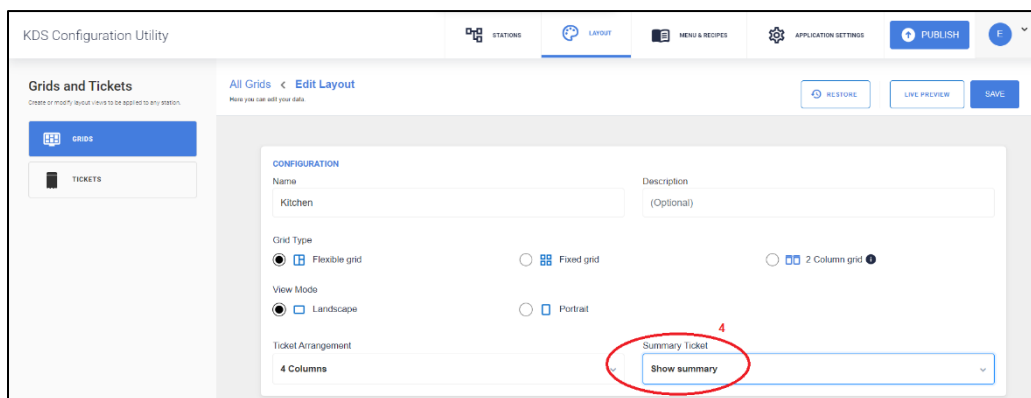 KDS Configuration Utility
STATIONS
LAYOUT
MENU & RECIPES
APPLICATION SETTINGS
PUBLISH
E
Grids and Tickets
Create or modify layout views to be applied to any station.
GRIDS
TICKETS
All Grids < Edit Layout
Here you can edit your data.
RESTORE
LIVE PREVIEW
SAVE
CONFIGURATION
Name
Description
Kitchen
(Optional)
Grid Type
Flexible grid
Fixed grid
2 Column grid
View Mode
Landscape
Portrait
4
Ticket Arrangement
Summary Ticket
4 Columns
Show summary